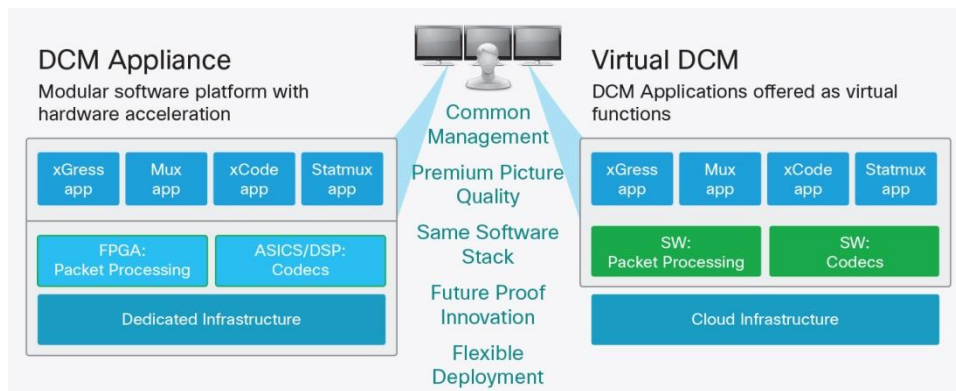 DCM Appliance
Modular software platform with
hardware acceleration
xGress
app
Mux
app
xCode
app
Statmux
app
FPGA:
Packet Processing
ASICS/DSP:
Codecs
Dedicated Infrastructure
Common
Management
Premium Picture
Quality
Same Software
Stack
Future Proof
Innovation
Flexible
Deployment
Virtual DCM
DCM Applications offered as virtual
functions
xGress
app
Mux
app
xCode
app
Statmux
app
SW:
Packet Processing
SW:
Codecs
Cloud Infrastructure